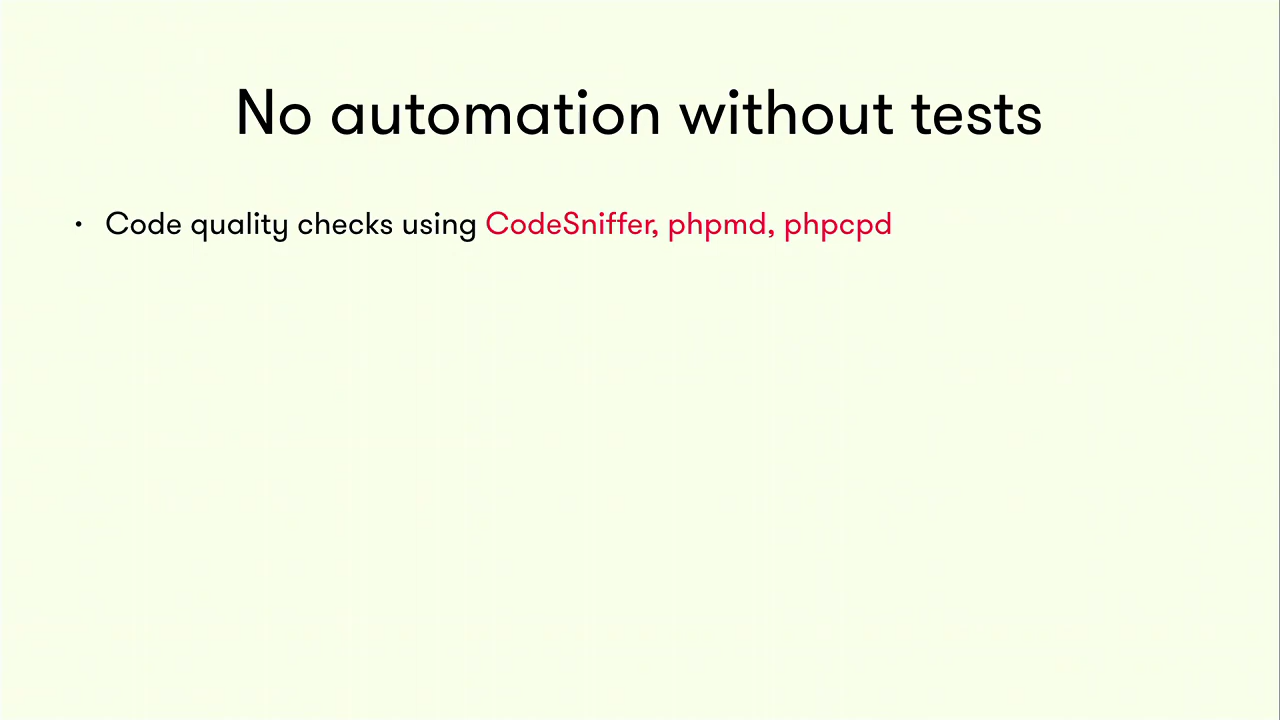 No automation without tests
• Code quality checks using CodeSniffer, phpmd, phpcpd